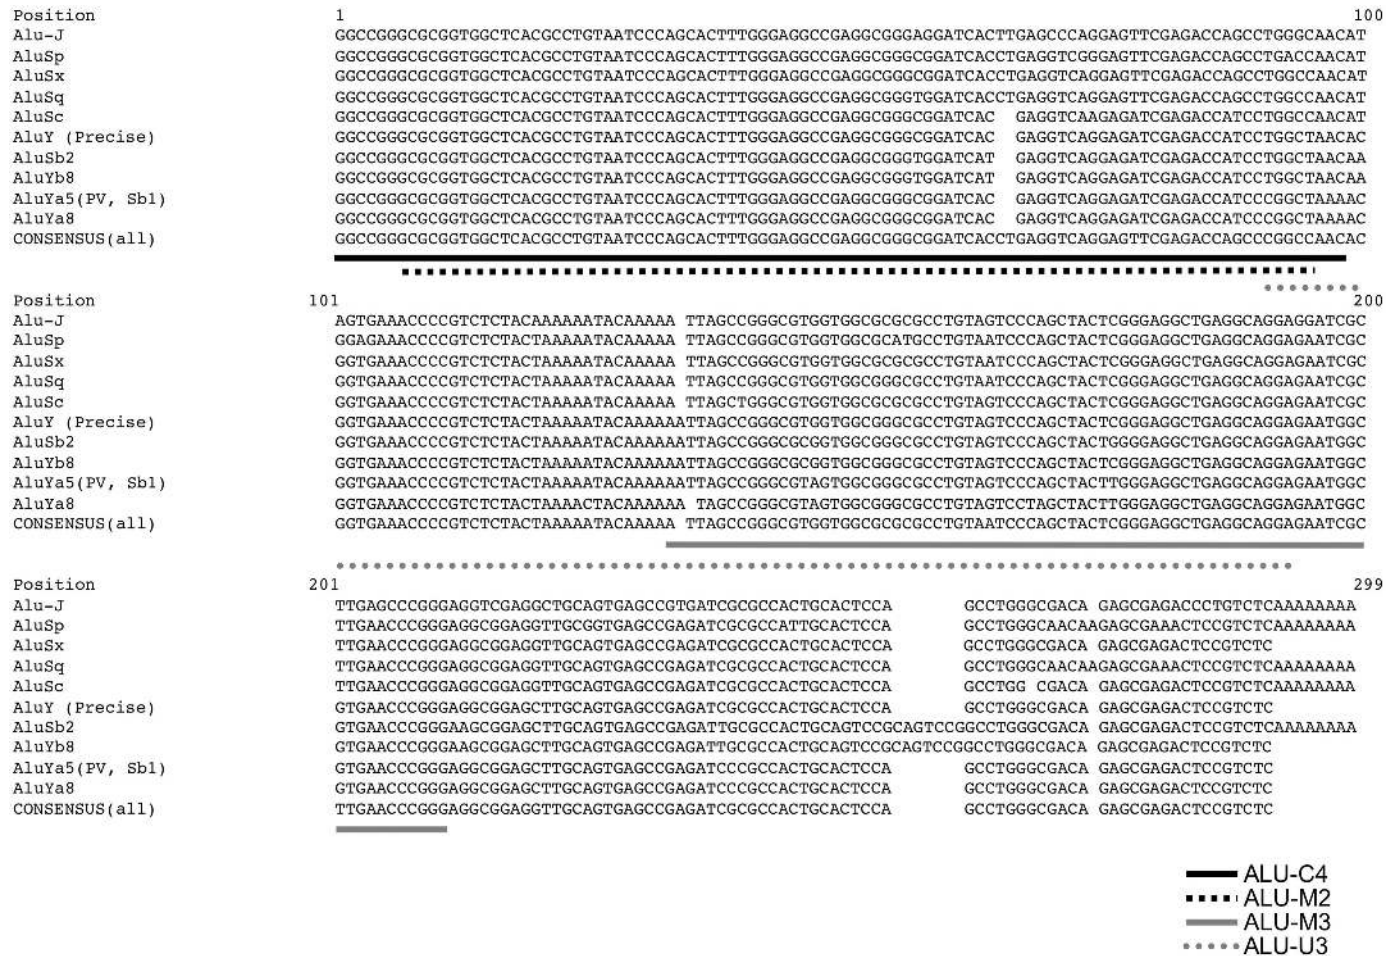 Position 1 100
Alu-J GGCCGGGCGCGGTGGCTCACGCCTGTAATCCCAGCACTTTGGGAGGCCGAGGCGGGAGGATCACTTGAGCCCAGGAGTTCGAGACCAGCCTGGGCAACAT
AluSp GGCCGGGCGCGGTGGCTCACGCCTGTAATCCCAGCACTTTGGGAGGCCGAGGCGGGCGGATCACCTGAGGTCGGGAGTTCGAGACCAGCCTGACCAACAT
AluSx GGCCGGGCGCGGTGGCTCACGCCTGTAATCCCAGCACTTTGGGAGGCCGAGGCGGGCGGATCACCTGAGGTCAGGAGTTCGAGACCAGCCTGGCCAACAT
AluSq GGCCGGGCGCGGTGGCTCACGCCTGTAATCCCAGCACTTTGGGAGGCCGAGGCGGGTGGATCACCTGAGGTCAGGAGTTCGAGACCAGCCTGGCCAACAT
AluSc GGCCGGGCGCGGTGGCTCACGCCTGTAATCCCAGCACTTTGGGAGGCCGAGGCGGGCGGATCAC GAGGTCAAGAGATCGAGACCATCCTGGCCAACAT
AluY (Precise) GGCCGGGCGCGGTGGCTCACGCCTGTAATCCCAGCACTTTGGGAGGCCGAGGCGGGCGGATCAC GAGGTCAGGAGATCGAGACCATCCTGGCTAACAC
AluSb2 GGCCGGGCGCGGTGGCTCACGCCTGTAATCCCAGCACTTTGGGAGGCCGAGGCGGGTGGATCAT GAGGTCAGGAGATCGAGACCATCCTGGCTAACAA
AluYb8 GGCCGGGCGCGGTGGCTCACGCCTGTAATCCCAGCACTTTGGGAGGCCGAGGCGGGTGGATCAT GAGGTCAGGAGATCGAGACCATCCTGGCTAACAA
AluYa5(PV, Sb1) GGCCGGGCGCGGTGGCTCACGCCTGTAATCCCAGCACTTTGGGAGGCCGAGGCGGGCGGATCAC GAGGTCAGGAGATCGAGACCATCCCGGCTAAAAC
AluYa8 GGCCGGGCGCGGTGGCTCACGCCTGTAATCCCAGCACTTTGGGAGGCCGAGGCGGGCGGATCAC GAGGTCAGGAGATCGAGACCATCCCGGCTAAAAC
CONSENSUS(all) GGCCGGGCGCGGTGGCTCACGCCTGTAATCCCAGCACTTTGGGAGGCCGAGGCGGGCGGATCACCTGAGGTCAGGAGTTCGAGACCAGCCCGGCCAACAC
Position 101 200
Alu-J AGTGAAACCCCGTCTCTACAAAAAATACAAAAA TTAGCCGGGCGTGGTGGCGCGCGCCTGTAGTCCCAGCTACTCGGGAGGCTGAGGCAGGAGGATCGC
AluSp GGAGAAACCCCGTCTCTACTAAAAATACAAAAA TTAGCCGGGCGTGGTGGCGCATGCCTGTAATCCCAGCTACTCGGGAGGCTGAGGCAGGAGAATCGC
AluSx GGTGAAACCCCGTCTCTACTAAAAATACAAAAA TTAGCCGGGCGTGGTGGCGCGCGCCTGTAATCCCAGCTACTCGGGAGGCTGAGGCAGGAGAATCGC
AluSq GGTGAAACCCCGTCTCTACTAAAAATACAAAAA TTAGCCGGGCGTGGTGGCGGGCGCCTGTAATCCCAGCTACTCGGGAGGCTGAGGCAGGAGAATCGC
AluSc GGTGAAACCCCGTCTCTACTAAAAATACAAAAA TTAGCTGGGCGTGGTGGCGCGCGCCTGTAGTCCCAGCTACTCGGGAGGCTGAGGCAGGAGAATCGC
AluY (Precise) GGTGAAACCCCGTCTCTACTAAAAATACAAAAAATTAGCCGGGCGTGGTGGCGGGCGCCTGTAGTCCCAGCTACTCGGGAGGCTGAGGCAGGAGAATGGC
AluSb2 GGTGAAACCCCGTCTCTACTAAAAATACAAAAAATTAGCCGGGCGCGGTGGCGGGCGCCTGTAGTCCCAGCTACTGGGGAGGCTGAGGCAGGAGAATGGC
AluYb8 GGTGAAACCCCGTCTCTACTAAAAATACAAAAAATTAGCCGGGCGCGGTGGCGGGCGCCTGTAGTCCCAGCTACTCGGGAGGCTGAGGCAGGAGAATGGC
AluYa5(PV, Sb1) GGTGAAACCCCGTCTCTACTAAAAATACAAAAAATTAGCCGGGCGTAGTGGCGGGCGCCTGTAGTCCCAGCTACTTGGGAGGCTGAGGCAGGAGAATGGC
AluYa8 GGTGAAACCCCGTCTCTACTAAAACTACAAAAAA TAGCCGGGCGTAGTGGCGGGCGCCTGTAGTCCTAGCTACTTGGGAGGCTGAGGCAGGAGAATGGC
CONSENSUS(all) GGTGAAACCCCGTCTCTACTAAAAATACAAAAA TTAGCCGGGCGTGGTGGCGCGCGCCTGTAATCCCAGCTACTCGGGAGGCTGAGGCAGGAGAATCGC
Position 201 299
Alu-J TTGAGCCCGGGAGGTCGAGGCTGCAGTGAGCCGTGATCGCGCCACTGCACTCCA GCCTGGGCGACA GAGCGAGACCCTGTCTCAAAAAAAA
AluSp TTGAACCCGGGAGGCGGAGGTTGCGGTGAGCCGAGATCGCGCCATTGCACTCCA GCCTGGGCAACAAGAGCGAAACTCCGTCTCAAAAAAAA
AluSx TTGAACCCGGGAGGCGGAGGTTGCAGTGAGCCGAGATCGCGCCACTGCACTCCA GCCTGGGCGACA GAGCGAGACTCCGTCTC
AluSq TTGAACCCGGGAGGCGGAGGTTGCAGTGAGCCGAGATCGCGCCACTGCACTCCA GCCTGGGCAACAAGAGCGAAACTCCGTCTCAAAAAAAA
AluSc TTGAACCCGGGAGGCGGAGGTTGCAGTGAGCCGAGATCGCGCCACTGCACTCCA GCCTGG CGACA GAGCGAGACTCCGTCTCAAAAAAAA
AluY (Precise) GTGAACCCGGGAGGCGGAGCTTGCAGTGAGCCGAGATCGCGCCACTGCACTCCA GCCTGGGCGACA GAGCGAGACTCCGTCTC
AluSb2 GTGAACCCGGGAAGCGGAGCTTGCAGTGAGCCGAGATTGCGCCACTGCAGTCCGCAGTCCGGCCTGGGCGACA GAGCGAGACTCCGTCTCAAAAAAAA
AluYb8 GTGAACCCGGGAAGCGGAGCTTGCAGTGAGCCGAGATTGCGCCACTGCAGTCCGCAGTCCGGCCTGGGCGACA GAGCGAGACTCCGTCTC
AluYa5(PV, Sb1) GTGAACCCGGGAGGCGGAGCTTGCAGTGAGCCGAGATCCCGCCACTGCACTCCA GCCTGGGCGACA GAGCGAGACTCCGTCTC
AluYa8 GTGAACCCGGGAGGCGGAGCTTGCAGTGAGCCGAGATCCCGCCACTGCACTCCA GCCTGGGCGACA GAGCGAGACTCCGTCTC
CONSENSUS(all) TTGAACCCGGGAGGCGGAGGTTGCAGTGAGCCGAGATCGCGCCACTGCACTCCA GCCTGGGCGACA GAGCGAGACTCCGTCTC
ALU-C4
ALU-M2
ALU-M3
ALU-U3